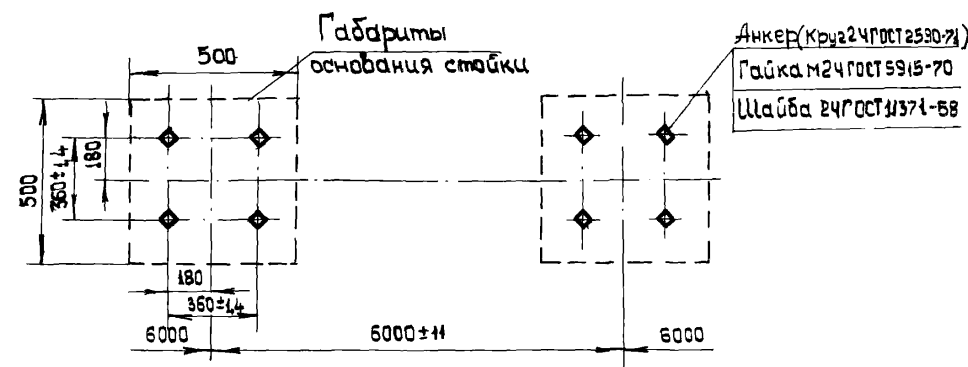 Габариты
основания стойки
Анкер(круг24ГОСТ2590-71)
Гайка М24ГОСТ5915-70
Шайба 24ГОСТ11371-68
500
500
360±1,4
180
180
360±1,4
6000
6000±11
6000